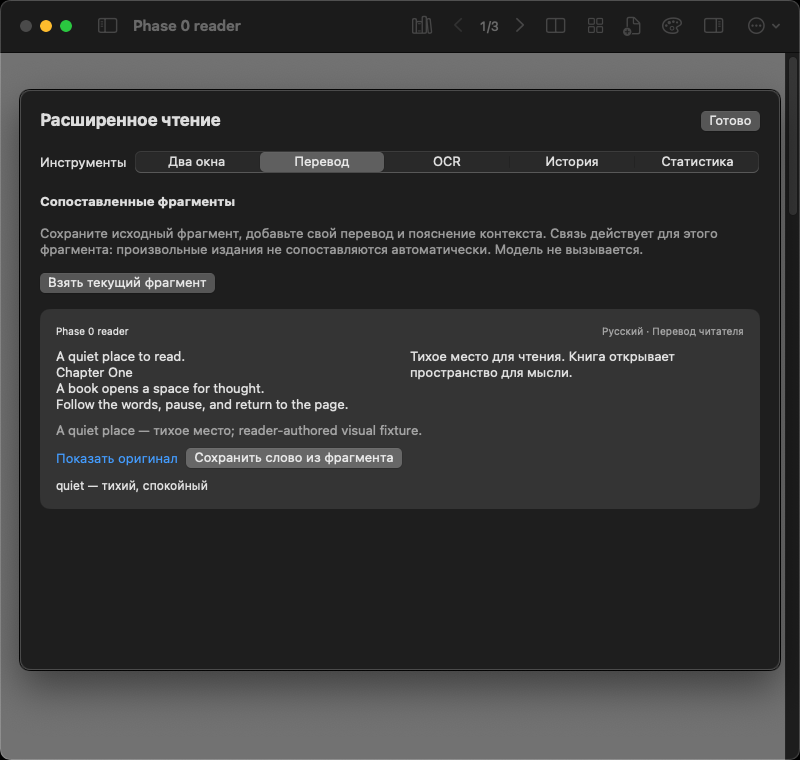 Phase 0 reader
1/3
Расширенное чтение
Готово
Инструменты
Два окна
Перевод
OCR
История
Статистика
Сопоставленные фрагменты
Сохраните исходный фрагмент, добавьте свой перевод и пояснение контекста. Связь действует для этого
фрагмента: произвольные издания не сопоставляются автоматически. Модель не вызывается.
Взять текущий фрагмент
Phase 0 reader
Русский · Перевод читателя
A quiet place to read.
Chapter One
A book opens a space for thought.
Follow the words, pause, and return to the page.
Тихое место для чтения. Книга открывает
пространство для мысли.
A quiet place — тихое место; reader-authored visual fixture.
Показать оригинал
Сохранить слово из фрагмента
quiet — тихий, спокойный